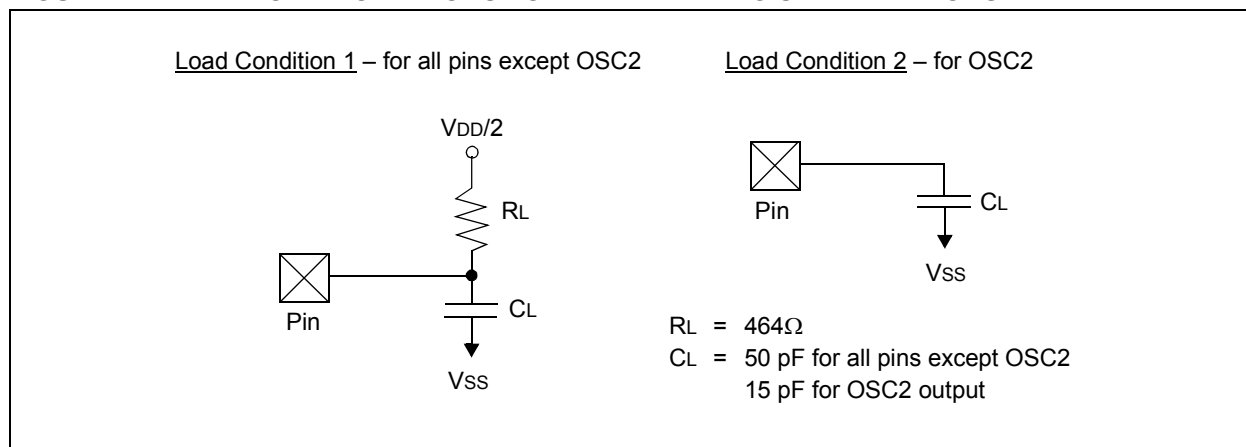 Load Condition 1 – for all pins except OSC2
VDD/2
RL
Pin
CL
VSS
Load Condition 2 – for OSC2
Pin
CL
VSS
RL = 464Ω
CL = 50 pF for all pins except OSC2
15 pF for OSC2 output